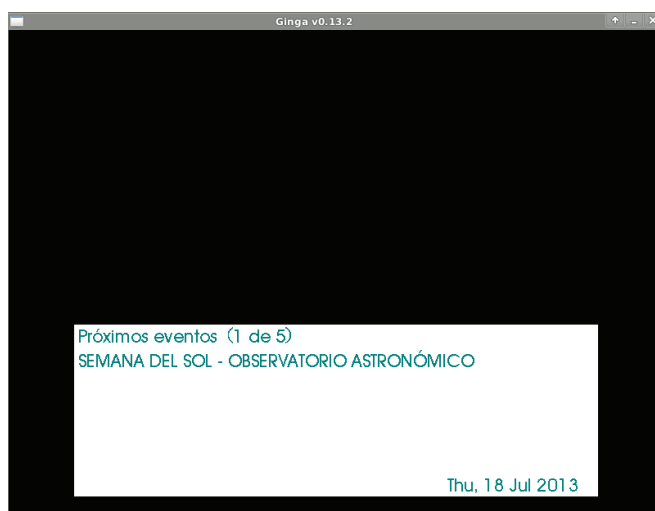 Ginga v0.13.2
Próximos eventos (1 de 5)
SEMANA DEL SOL - OBSERVATORIO ASTRONÓMICO
Thu, 18 Jul 2013